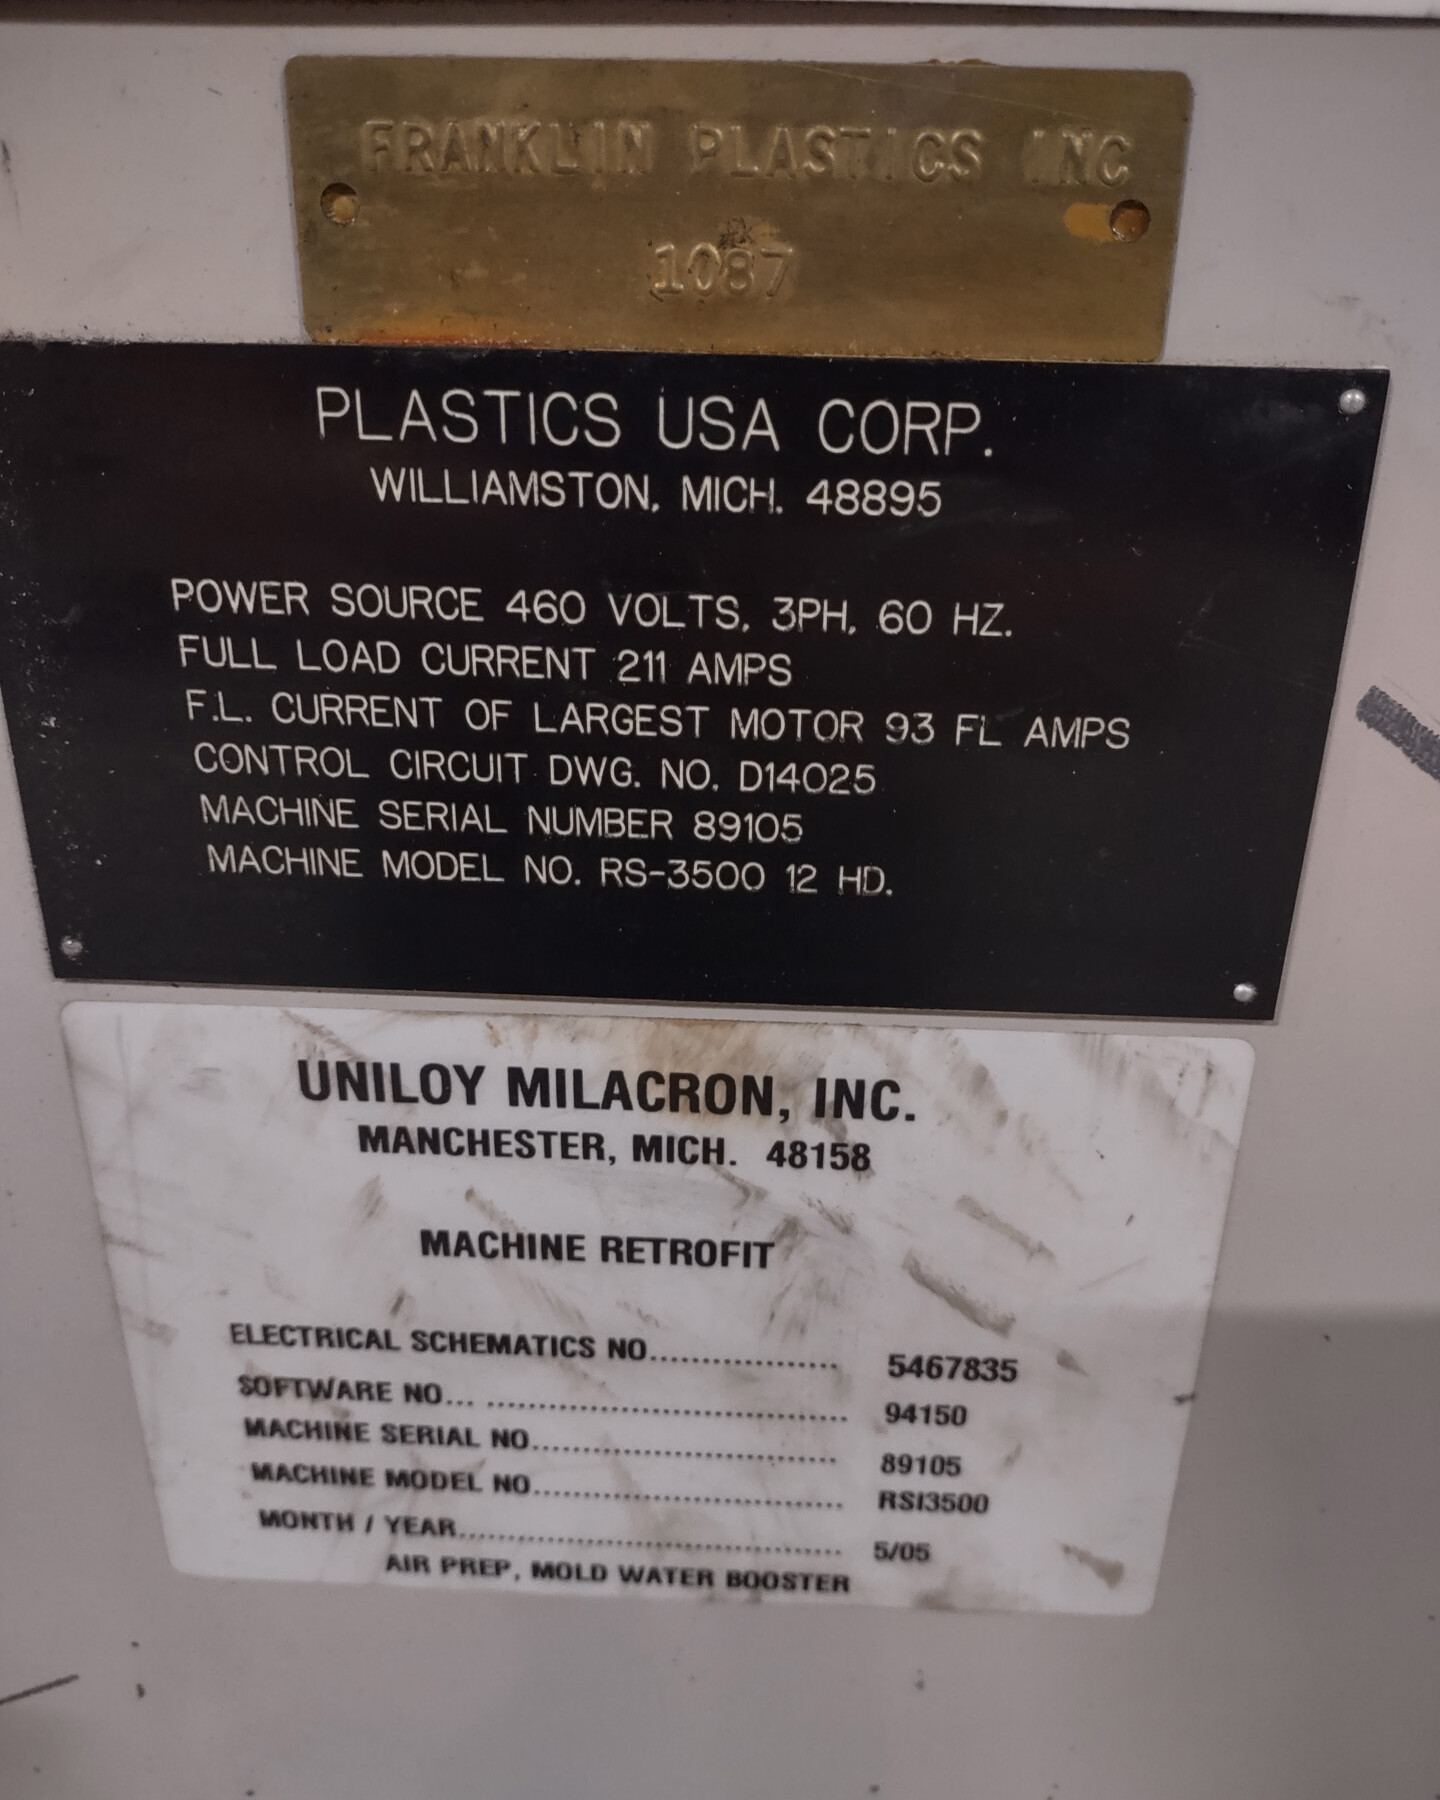 FRANKLIN PLASTICS INC
1087
PLASTICS USA CORP.
WILLIAMSTON, MICH. 48895
POWER SOURCE 460 VOLTS, 3PH, 60 HZ.
FULL LOAD CURRENT 211 AMPS
F.L. CURRENT OF LARGEST MOTOR 93 FL AMPS
CONTROL CIRCUIT DWG. NO. D14025
MACHINE SERIAL NUMBER 89105
MACHINE MODEL NO. RS-3500 12 HD.
UNILOY MILACRON, INC.
MANCHESTER, MICH. 48158
MACHINE RETROFIT
ELECTRICAL SCHEMATICS NO.................. 5467835
SOFTWARE NO... ................................... 94150
MACHINE SERIAL NO............................. 89105
MACHINE MODEL NO............................. RSI3500
MONTH / YEAR..................................... 5/05
AIR PREP, MOLD WATER BOOSTER